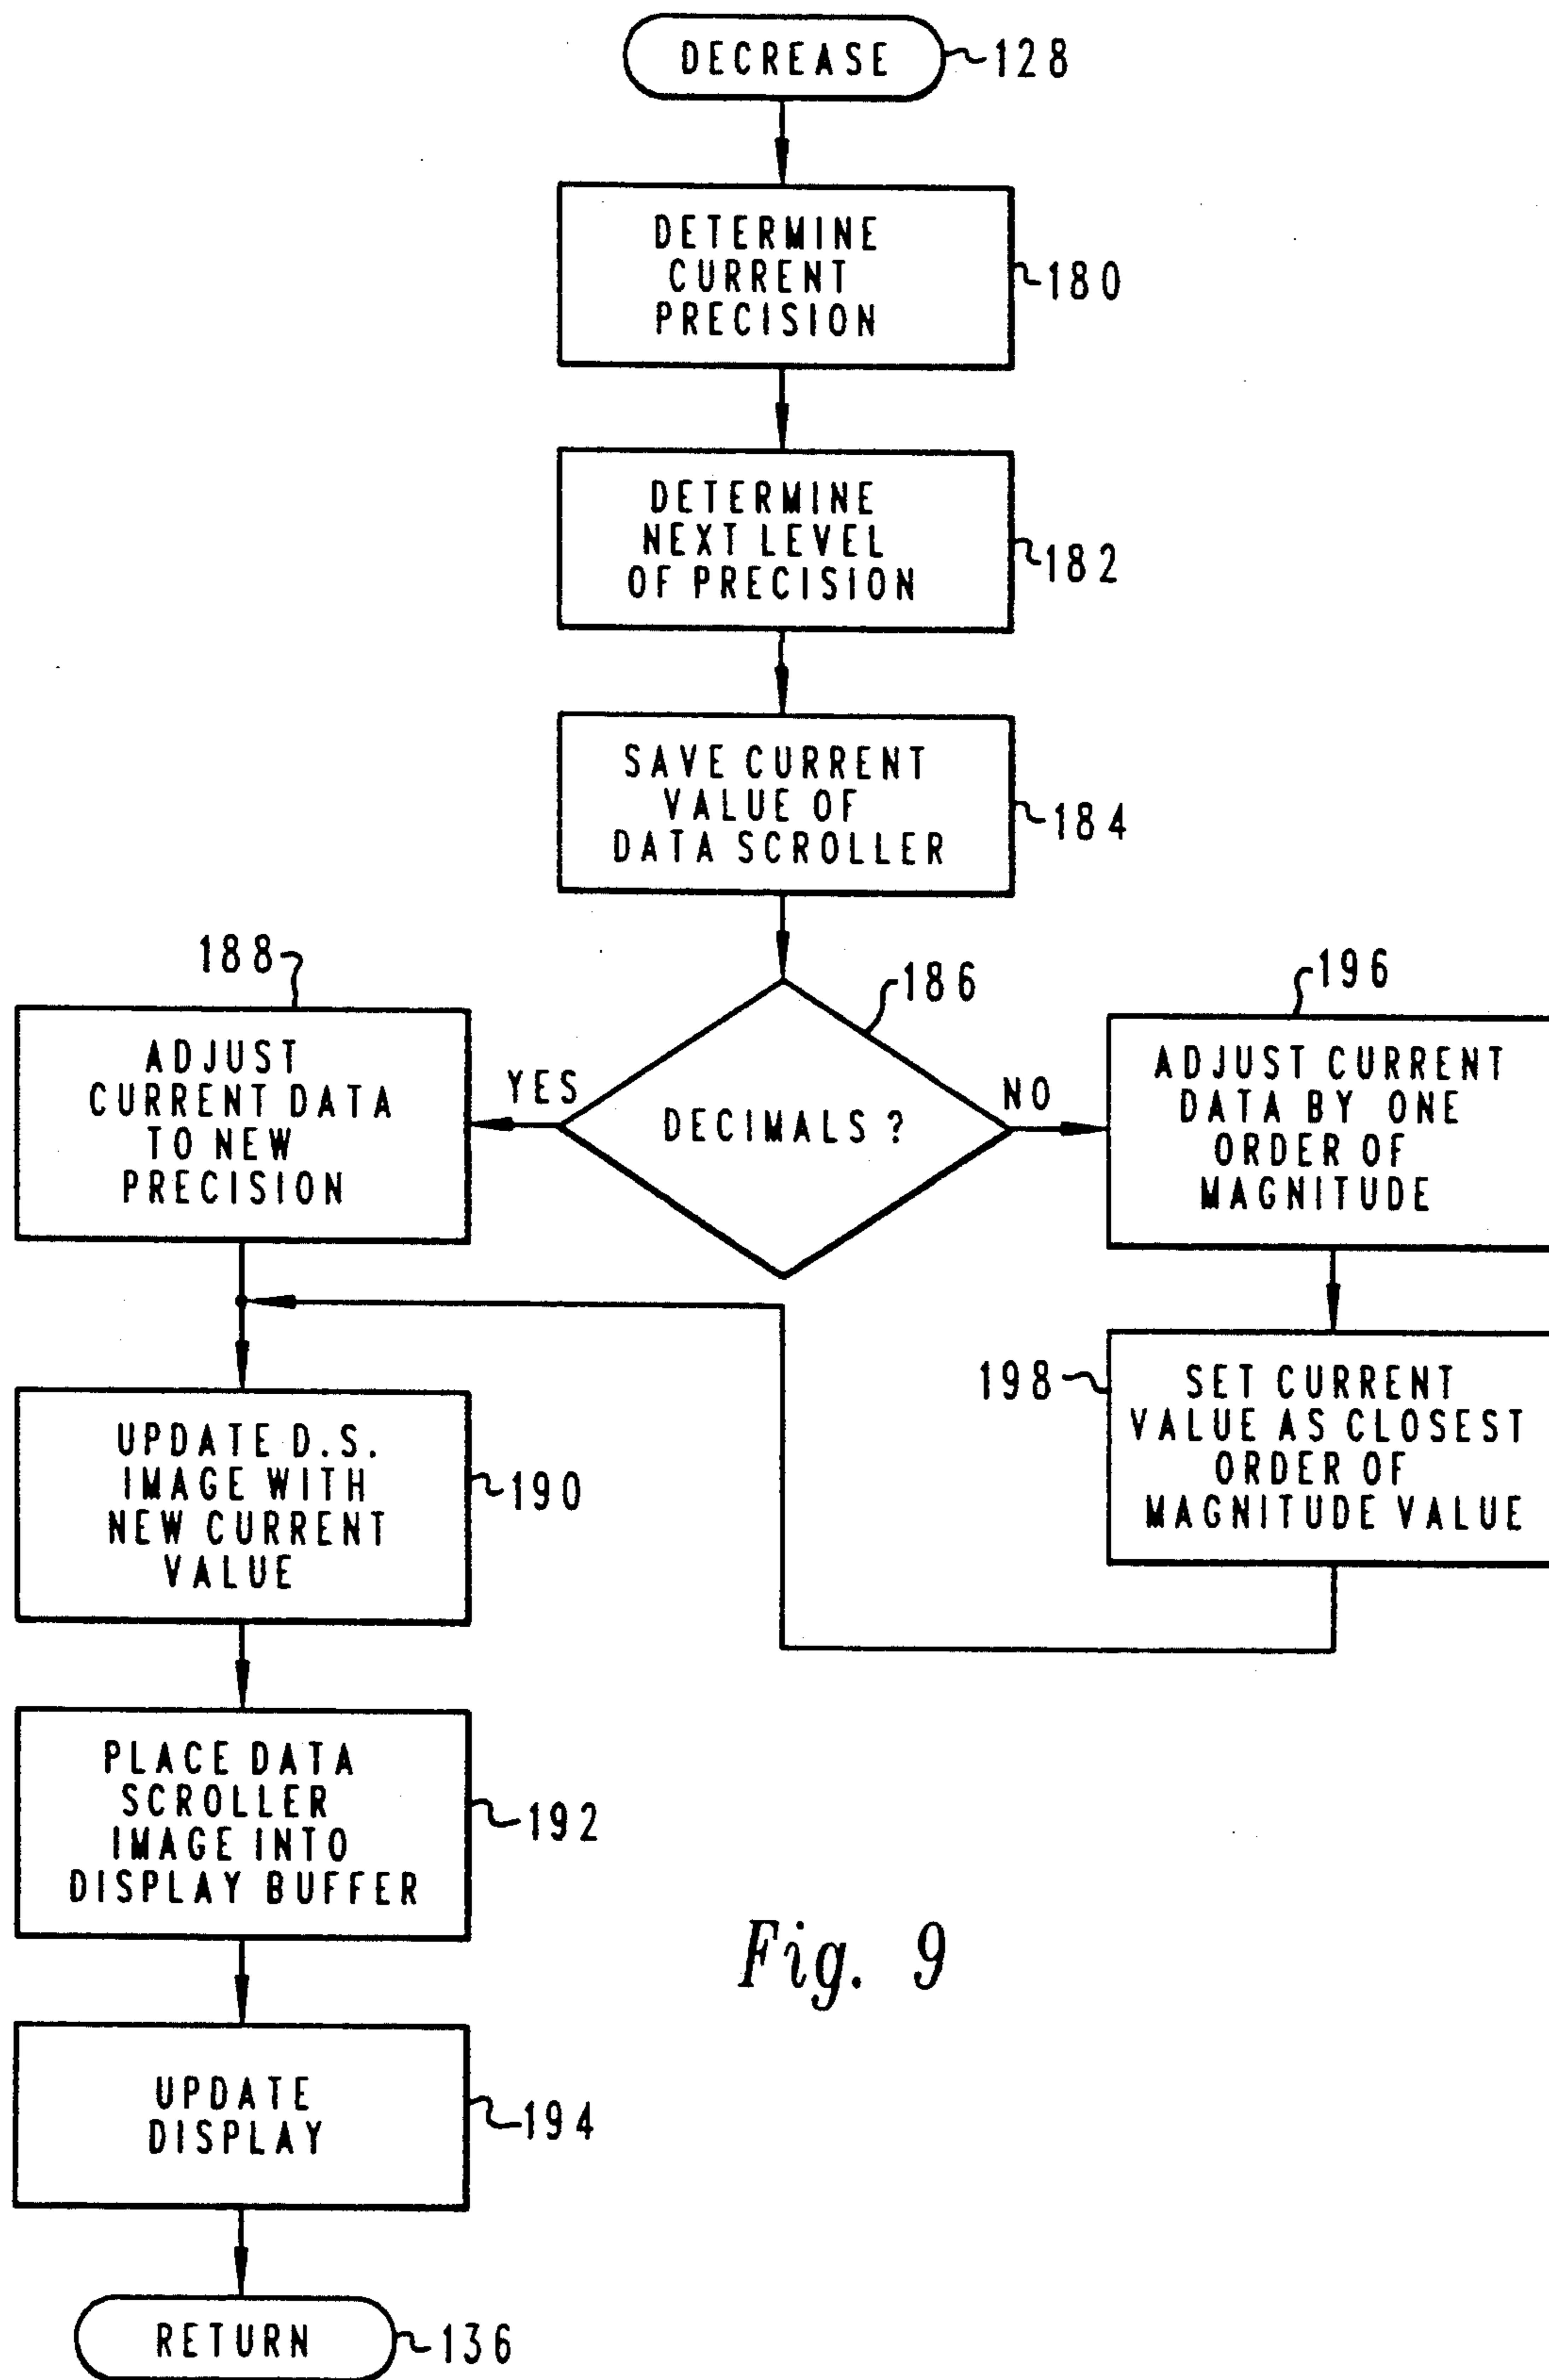 DECREASE
128
DETERMINE
CURRENT
PRECISION
180
DETERMINE
NEXT LEVEL
OF PRECISION
182
SAVE CURRENT
VALUE OF
DATA SCROLLER
184
188
186
196
ADJUST
CURRENT DATA
TO NEW
PRECISION
YES
DECIMALS ?
NO
ADJUST CURRENT
DATA BY ONE
ORDER OF
MAGNITUDE
198
SET CURRENT
VALUE AS CLOSEST
ORDER OF
MAGNITUDE VALUE
UPDATE D.S.
IMAGE WITH
NEW CURRENT
VALUE
190
PLACE DATA
SCROLLER
IMAGE INTO
DISPLAY BUFFER
192
Fig. 9
UPDATE
DISPLAY
194
RETURN
136